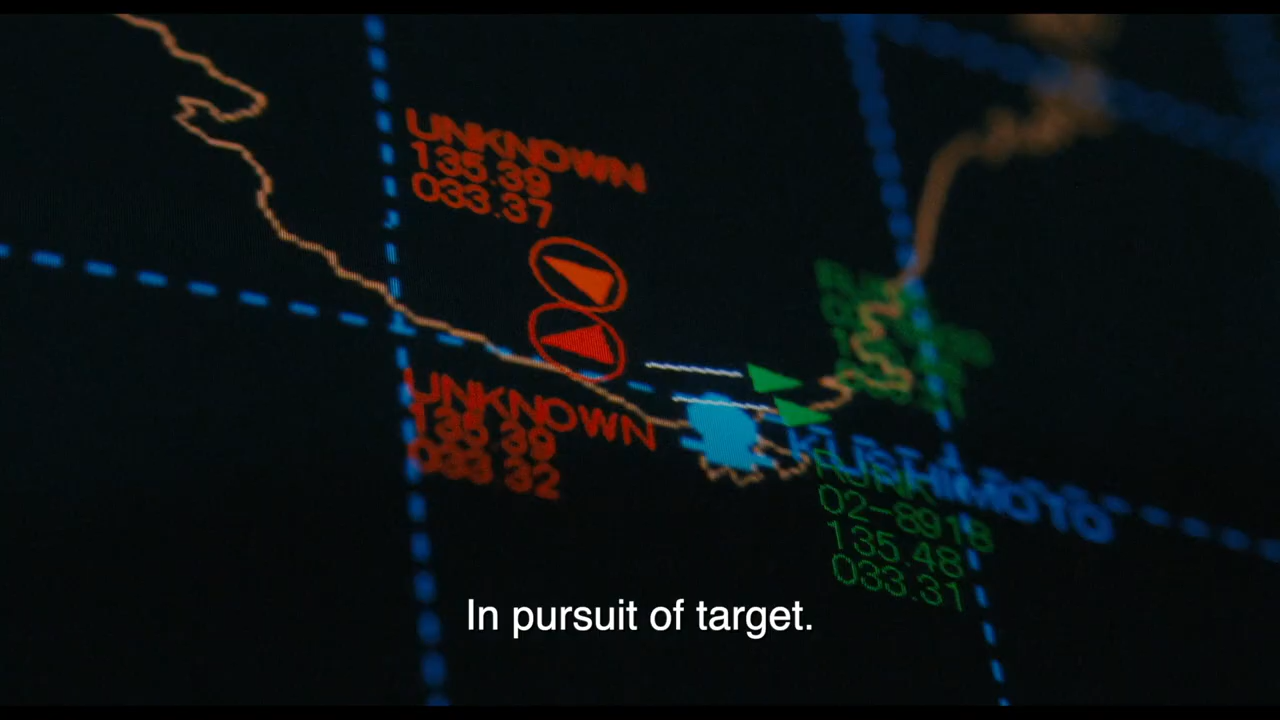 UNKNOWN
135.39
033.37
UNKNOWN
135.39
033.32
KUSHIMOTO
02-8918
135.48
033.31
In pursuit of target.